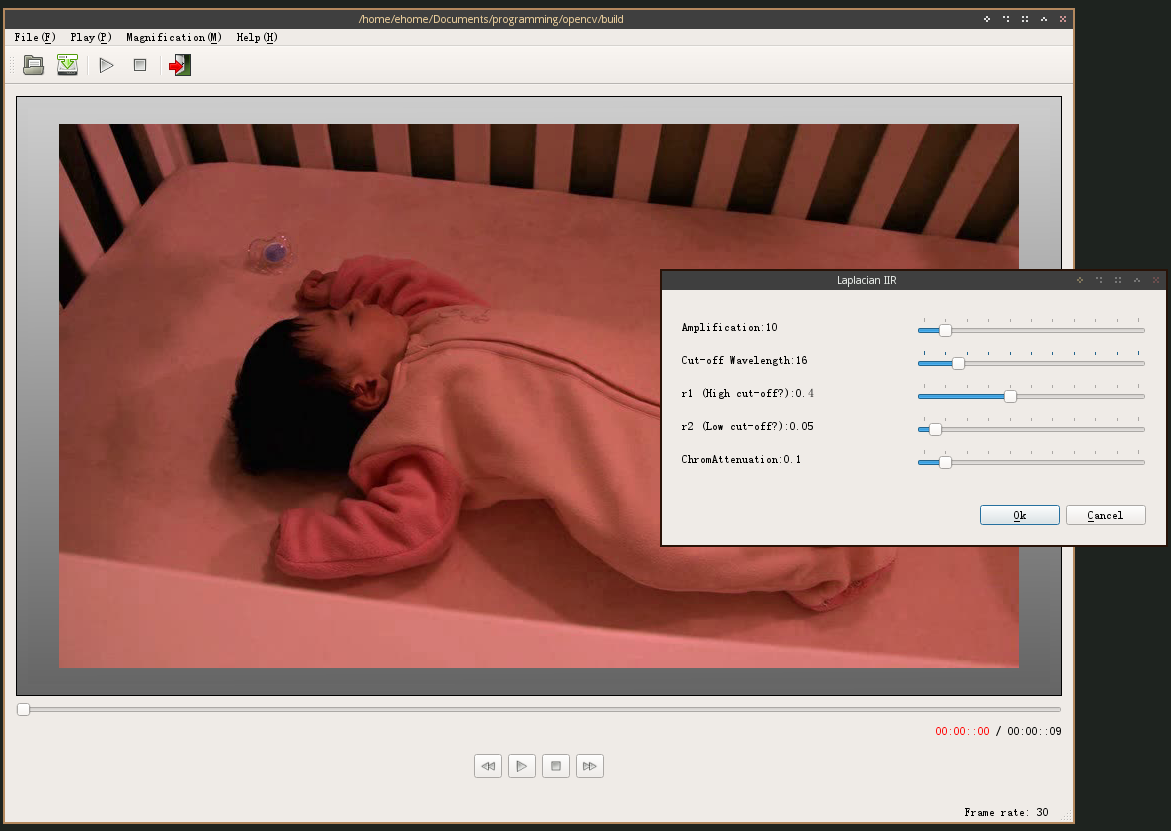 /home/ehome/Documents/programming/opencv/build
File(F) Play(P) Magnification(M) Help(H)
Laplacian IIR
Amplification:10
Cut-off Wavelength:16
r1 (High cut-off?):0.4
r2 (Low cut-off?):0.05
ChromAttenuation:0.1
Ok Cancel
00:00::00 / 00:00::09
Frame rate: 30